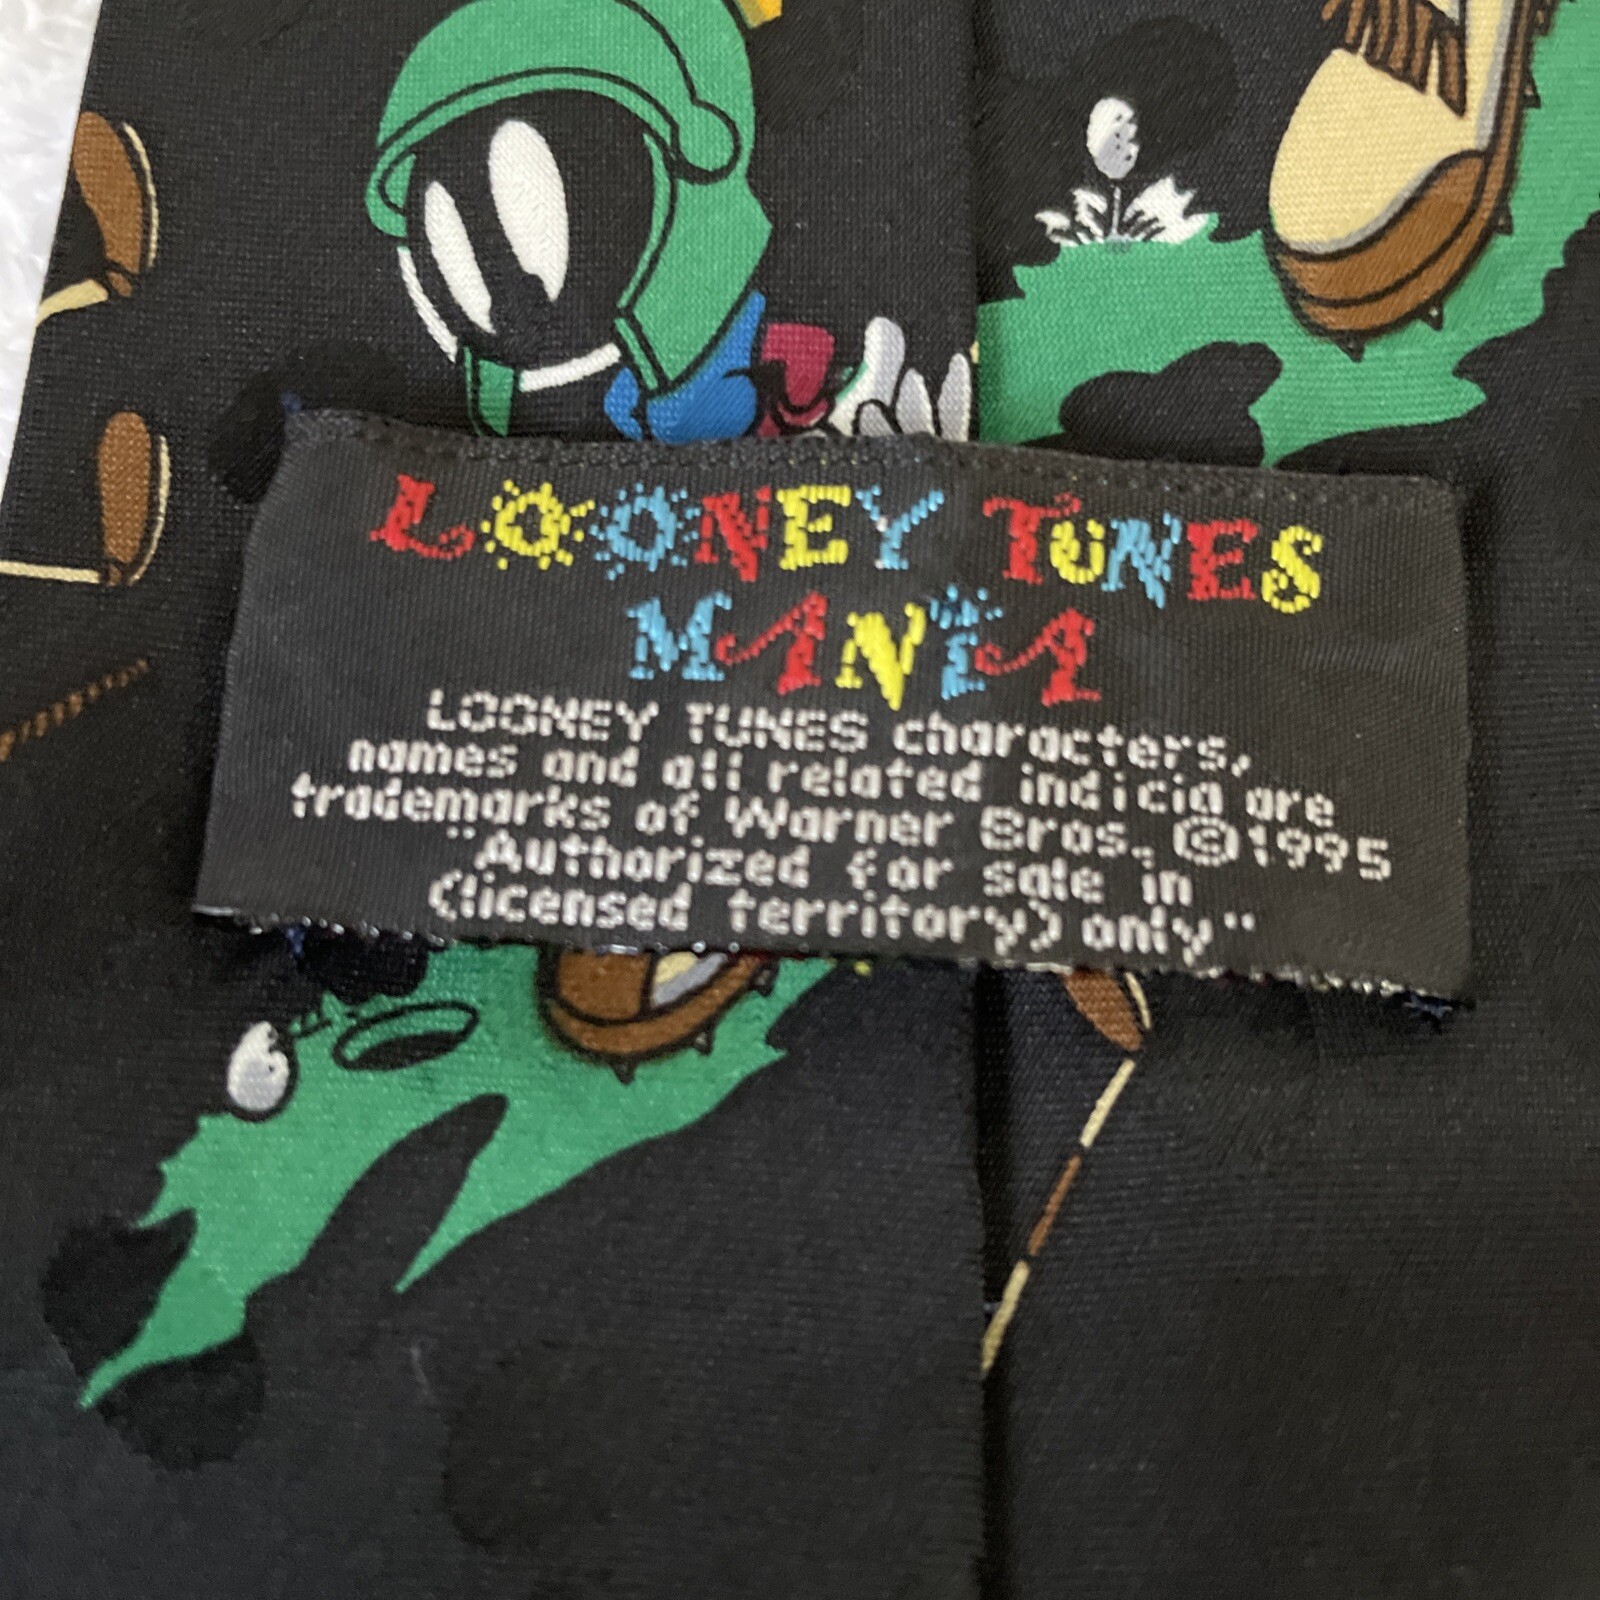 LOONEY TUNES
MANIA
LOONEY TUNES characters,
names and all related indicia are
trademarks of Warner Bros. ©1995
"Authorized for sale in
(licensed territory) only"